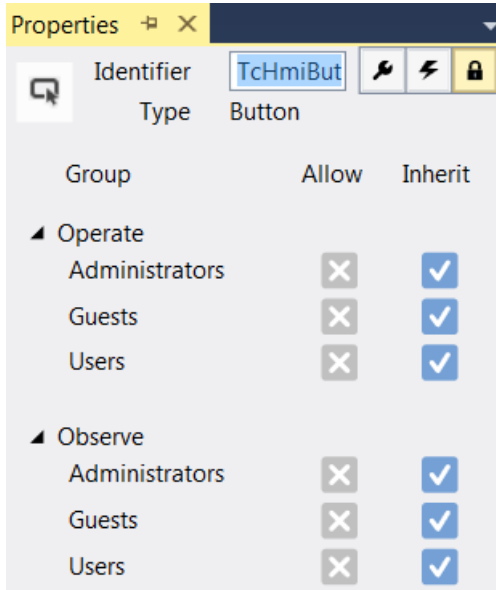 Properties
Identifier TcHmiBut
Type Button
Group Allow Inherit
Operate
Administrators
Guests
Users
Observe
Administrators
Guests
Users